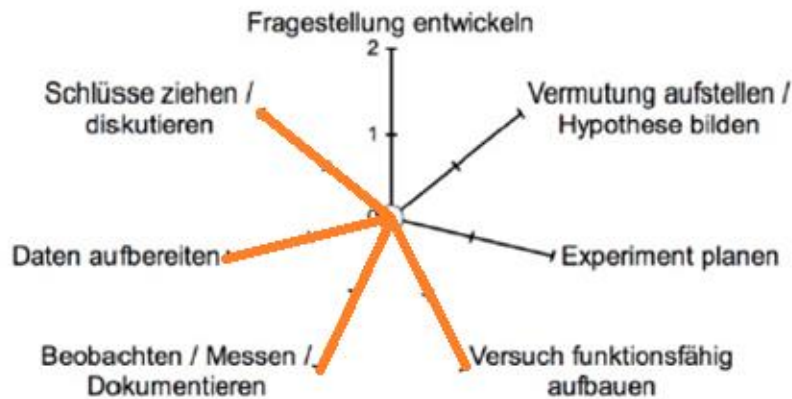 Fragestellung entwickeln
2
Schlüsse ziehen /
diskutieren
Vermutung aufstellen /
Hypothese bilden
1
0
Daten aufbereiten
Experiment planen
Beobachten / Messen /
Dokumentieren
Versuch funktionsfähig
aufbauen